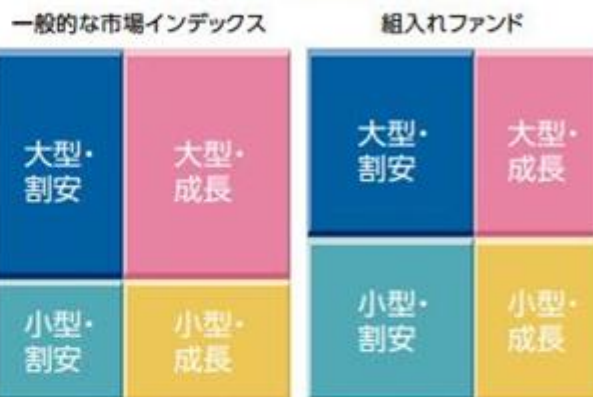 一般的な市場インデックス
組入れファンド
大型・
割安
大型・
成長
大型・
割安
大型・
成長
小型・
割安
小型・
成長
小型・
割安
小型・
成長